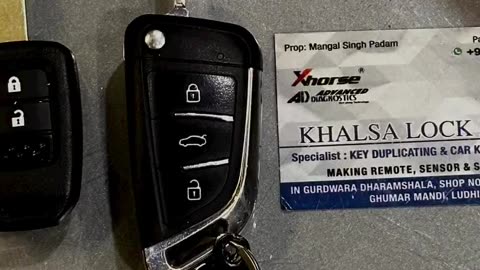 Prop: Mangal Singh Padam
Xhorse ®
ADVANCED
DIAGNOSTICS
KHALSA LOCK
Specialist : KEY DUPLICATING & CAR K
MAKING REMOTE, SENSOR & S
IN GURDWARA DHARAMSHALA, SHOP NO
GHUMAR MANDI, LUDHI